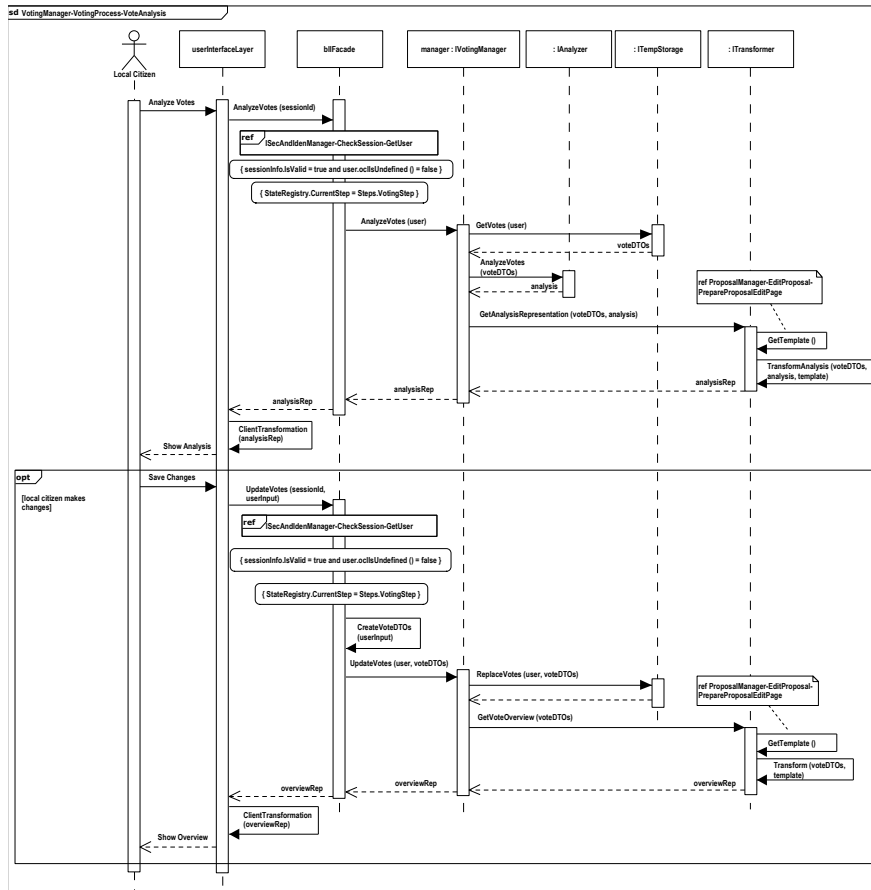 sd VotingManager-VotingProcess-VoteAnalysis
userInterfaceLayer
bllFacade
manager : IVotingManager
: IAnalyzer
: ITempStorage
: ITransformer
Local Citizen
Analyze Votes
AnalyzeVotes (sessionId)
ref
ISecAndIdenManager-CheckSession-GetUser
{ sessionInfo.IsValid = true and user.oclIsUndefined () = false }
{ StateRegistry.CurrentStep = Steps.VotingStep }
AnalyzeVotes (user)
GetVotes (user)
voteDTOs
AnalyzeVotes
(voteDTOs)
analysis
ref ProposalManager-EditProposal-
PrepareProposalEditPage
GetAnalysisRepresentation (voteDTOs, analysis)
GetTemplate ()
TransformAnalysis (voteDTOs,
analysis, template)
analysisRep
analysisRep
analysisRep
ClientTransformation
(analysisRep)
Show Analysis
opt
[local citizen makes
changes]
Save Changes
UpdateVotes (sessionId,
userInput)
ref
ISecAndIdenManager-CheckSession-GetUser
{ sessionInfo.IsValid = true and user.oclIsUndefined () = false }
{ StateRegistry.CurrentStep = Steps.VotingStep }
CreateVoteDTOs
(userInput)
UpdateVotes (user, voteDTOs)
ReplaceVotes (user, voteDTOs)
ref ProposalManager-EditProposal-
PrepareProposalEditPage
GetVoteOverview (voteDTOs)
GetTemplate ()
Transform (voteDTOs,
template)
overviewRep
overviewRep
overviewRep
ClientTransformation
(overviewRep)
Show Overview